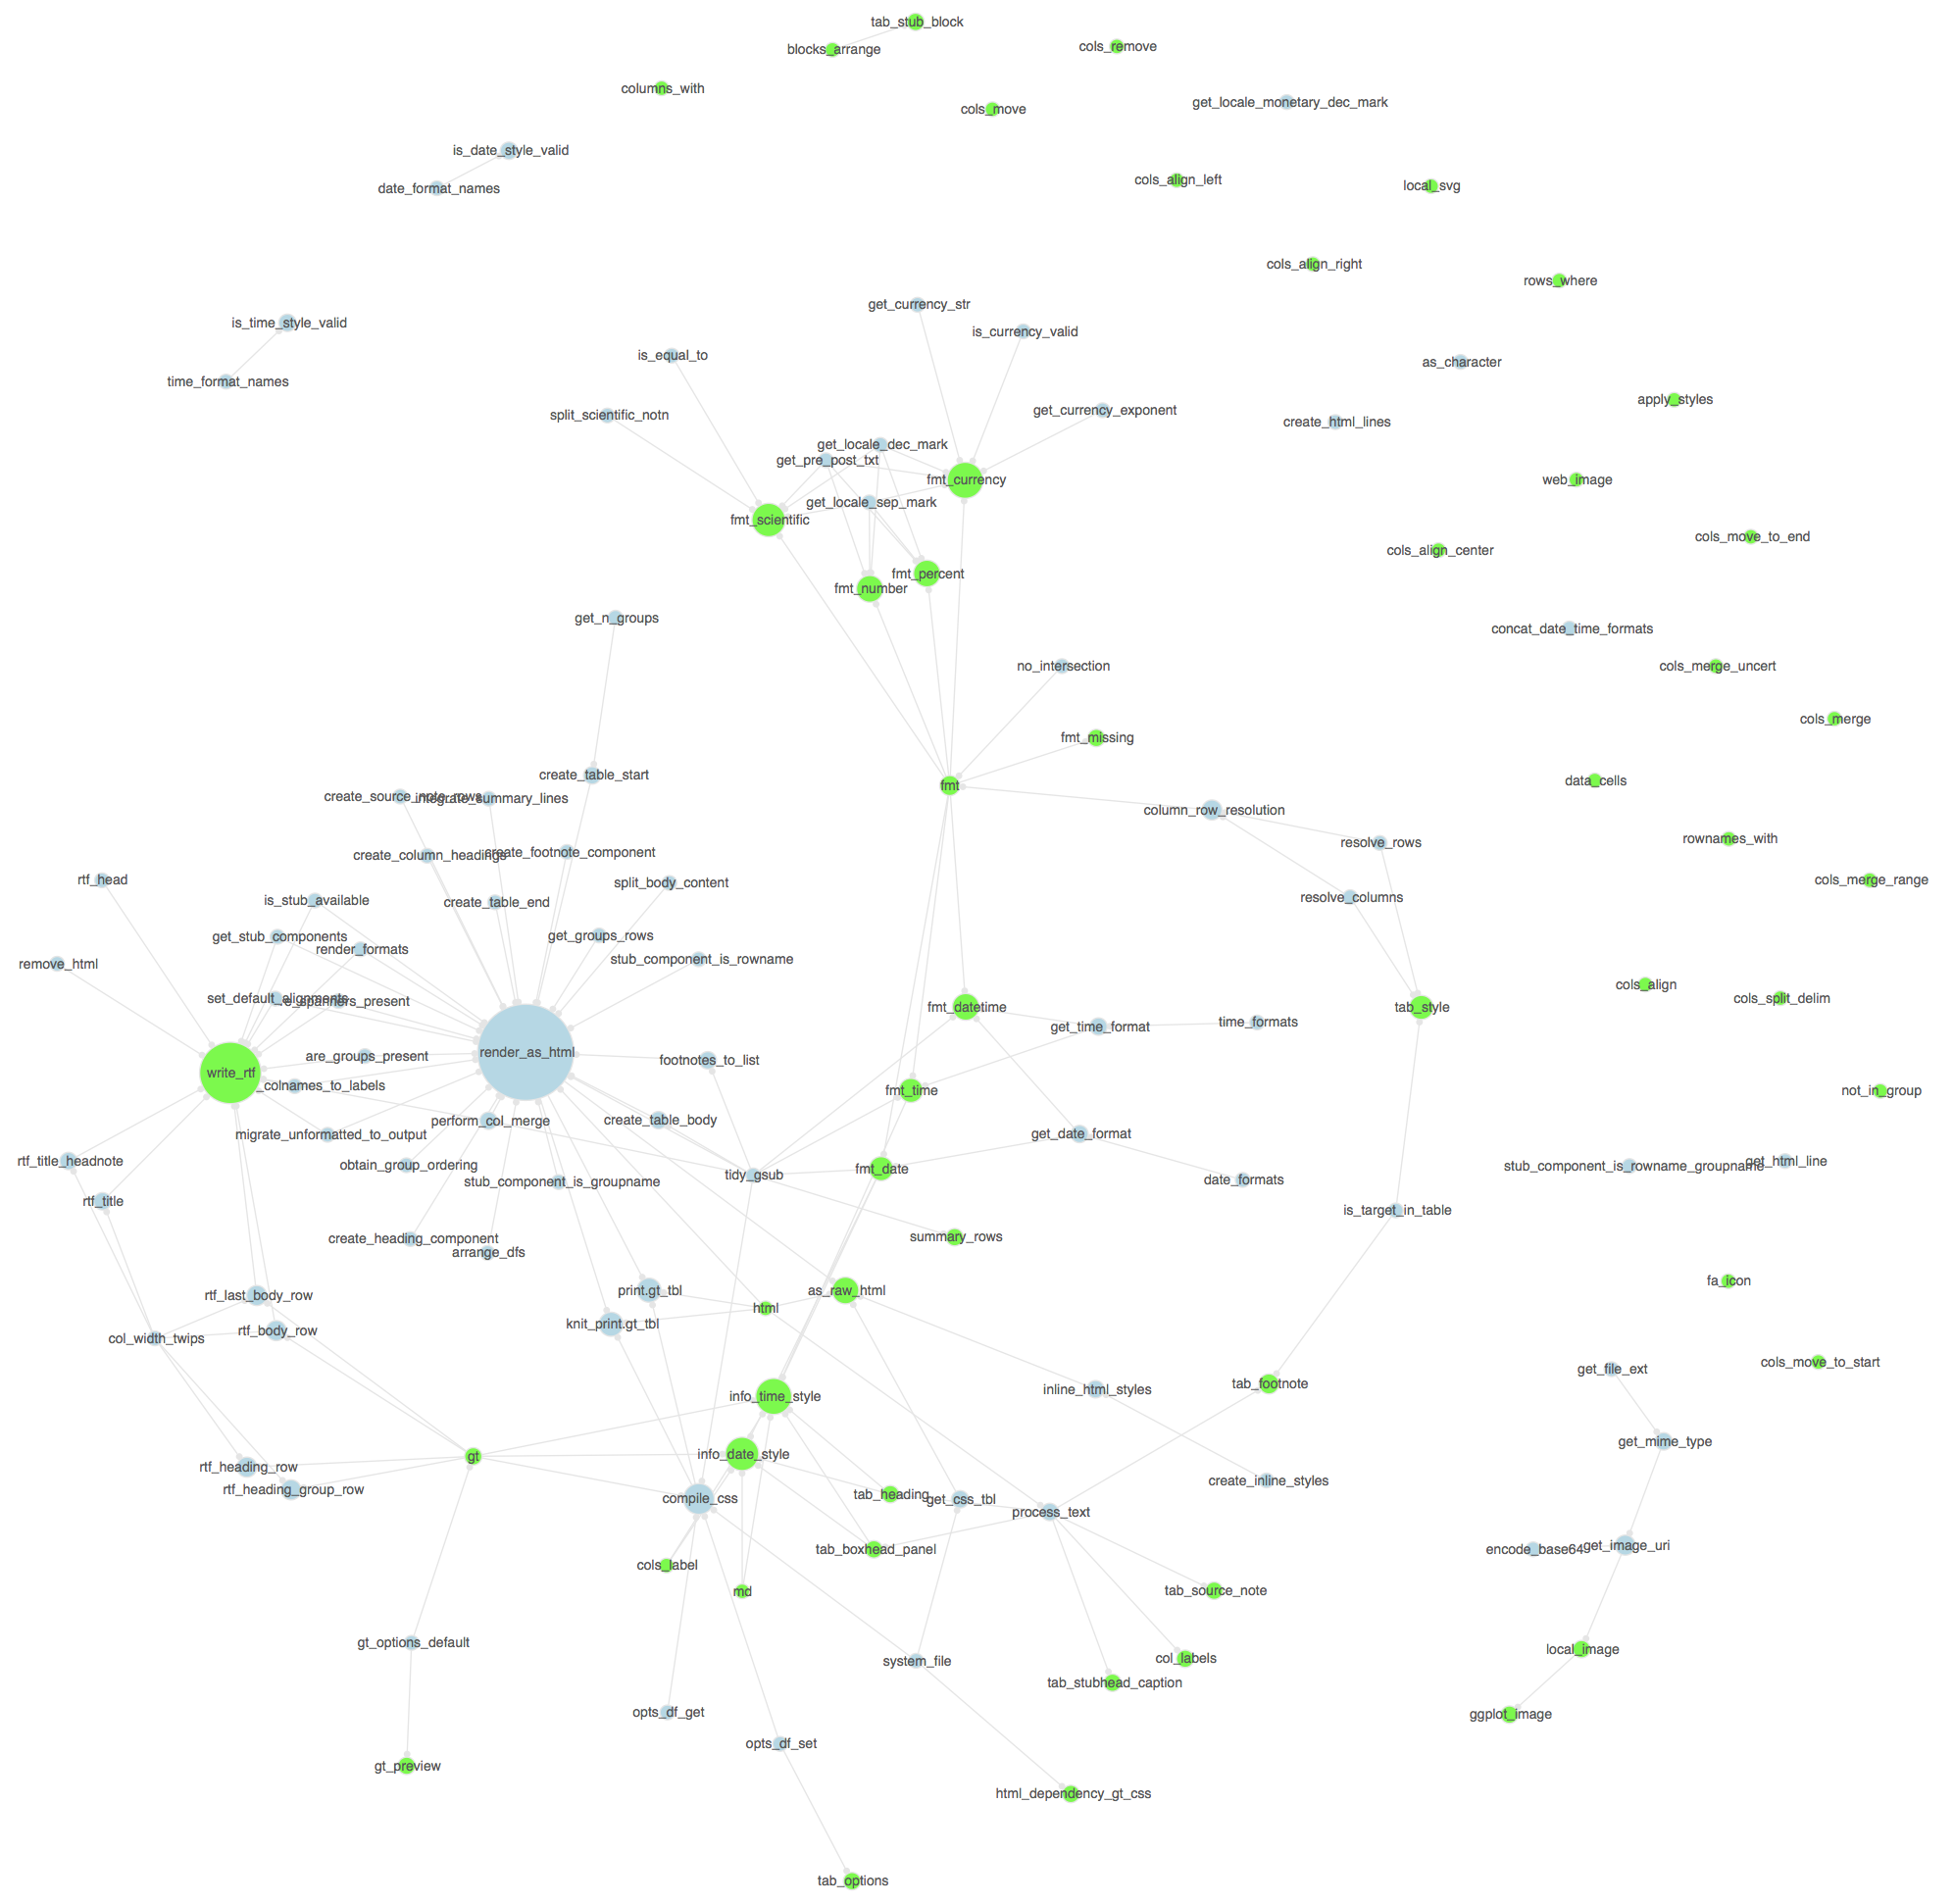 tab_stub_block
blocks_arrange
cols_remove
columns_with
get_locale_monetary_dec_mark
cols_move
is_date_style_valid
cols_align_left
local_svg
date_format_names
cols_align_right
rows_where
get_currency_str
is_time_style_valid
is_currency_valid
is_equal_to
as_character
time_format_names
apply_styles
get_currency_exponent
split_scientific_notn
create_html_lines
get_locale_dec_mark
get_pre_post_txt
fmt_currency
web_image
get_locale_sep_mark
fmt_scientific
cols_move_to_end
cols_align_center
fmt_percent
fmt_number
get_n_groups
concat_date_time_formats
no_intersection
cols_merge_uncert
cols_merge
fmt_missing
create_table_start
data_cells
fmt
create_source_note_rows
integrate_summary_lines
column_row_resolution
rownames_with
resolve_rows
create_column_headings
create_footnote_component
rtf_head
split_body_content
cols_merge_range
resolve_columns
is_stub_available
create_table_end
get_stub_components
get_groups_rows
render_formats
stub_component_is_rowname
remove_html
cols_align
set_default_alignments
e_spanners_present
cols_split_delim
fmt_datetime
tab_style
time_formats
get_time_format
render_as_html
are_groups_present
footnotes_to_list
write_rtf
_colnames_to_labels
fmt_time
not_in_group
perform_col_merge
create_table_body
migrate_unformatted_to_output
get_date_format
rtf_title_headnote
obtain_group_ordering
fmt_date
stub_component_is_rowname_groupname
get_html_line
tidy_gsub
stub_component_is_groupname
date_formats
rtf_title
is_target_in_table
create_heading_component
summary_rows
arrange_dfs
fa_icon
print.gt_tbl
as_raw_html
rtf_last_body_row
html
knit_print.gt_tbl
rtf_body_row
col_width_twips
cols_move_to_start
get_file_ext
tab_footnote
inline_html_styles
info_time_style
get_mime_type
info_date_style
gt
rtf_heading_row
create_inline_styles
rtf_heading_group_row
tab_heading
compile_css
get_css_tbl
process_text
get_image_uri
encode_base64
tab_boxhead_panel
cols_label
md
tab_source_note
gt_options_default
local_image
col_labels
system_file
tab_stubhead_caption
opts_df_get
ggplot_image
opts_df_set
gt_preview
html_dependency_gt_css
tab_options